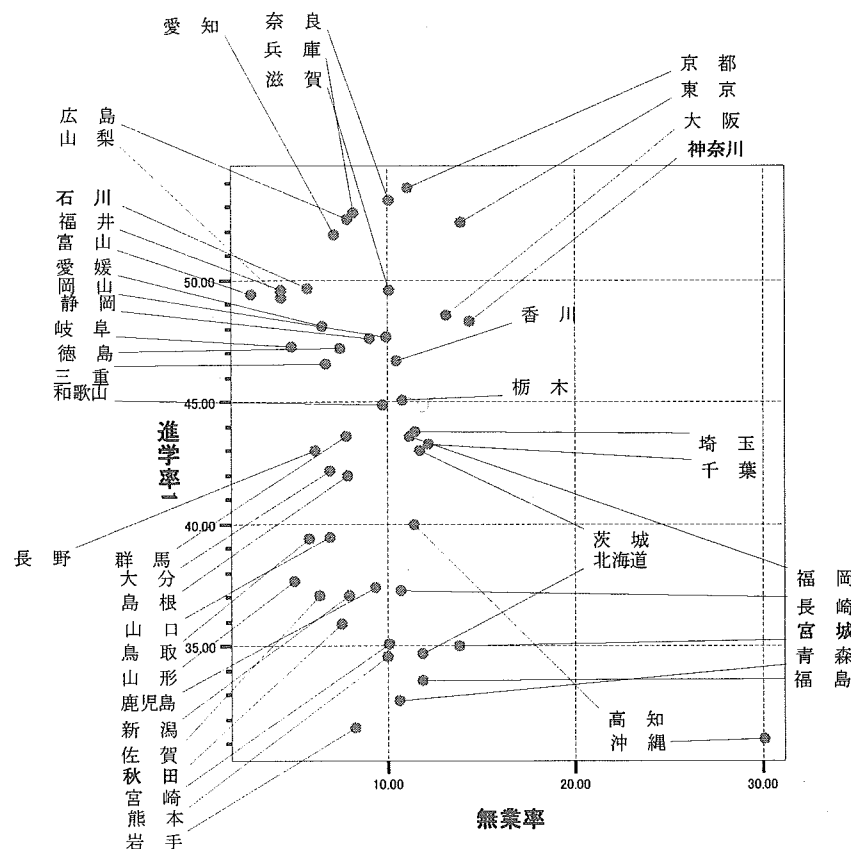 愛知
奈良
兵庫
滋賀
京都
東京
大阪
神奈川
広島
山梨
石川
福井
富山
愛媛
岡山
静岡
岐阜
徳島
三重
和歌山
香川
栃木
埼玉
千葉
50.00
45.00
40.00
35.00
進学率
長野
群馬
大分
島根
山口
鳥取
山形
鹿児島
新潟
佐賀
秋田
宮崎
熊本
岩手
茨城
北海道
福岡
長崎
宮城
青森
福島
高知
沖縄
10.00
20.00
30.00
無業率